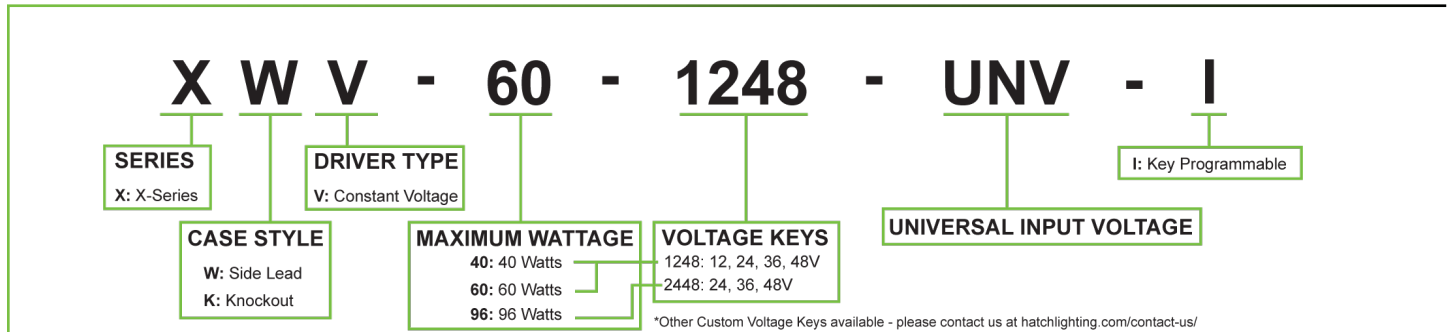 X W V - 60 - 1248 - UNV - I
SERIES
X: X-Series
DRIVER TYPE
V: Constant Voltage
I: Key Programmable
CASE STYLE
W: Side Lead
K: Knockout
MAXIMUM WATTAGE
40: 40 Watts
60: 60 Watts
96: 96 Watts
VOLTAGE KEYS
1248: 12, 24, 36, 48V
2448: 24, 36, 48V
UNIVERSAL INPUT VOLTAGE
*Other Custom Voltage Keys available - please contact us at hatchlighting.com/contact-us/